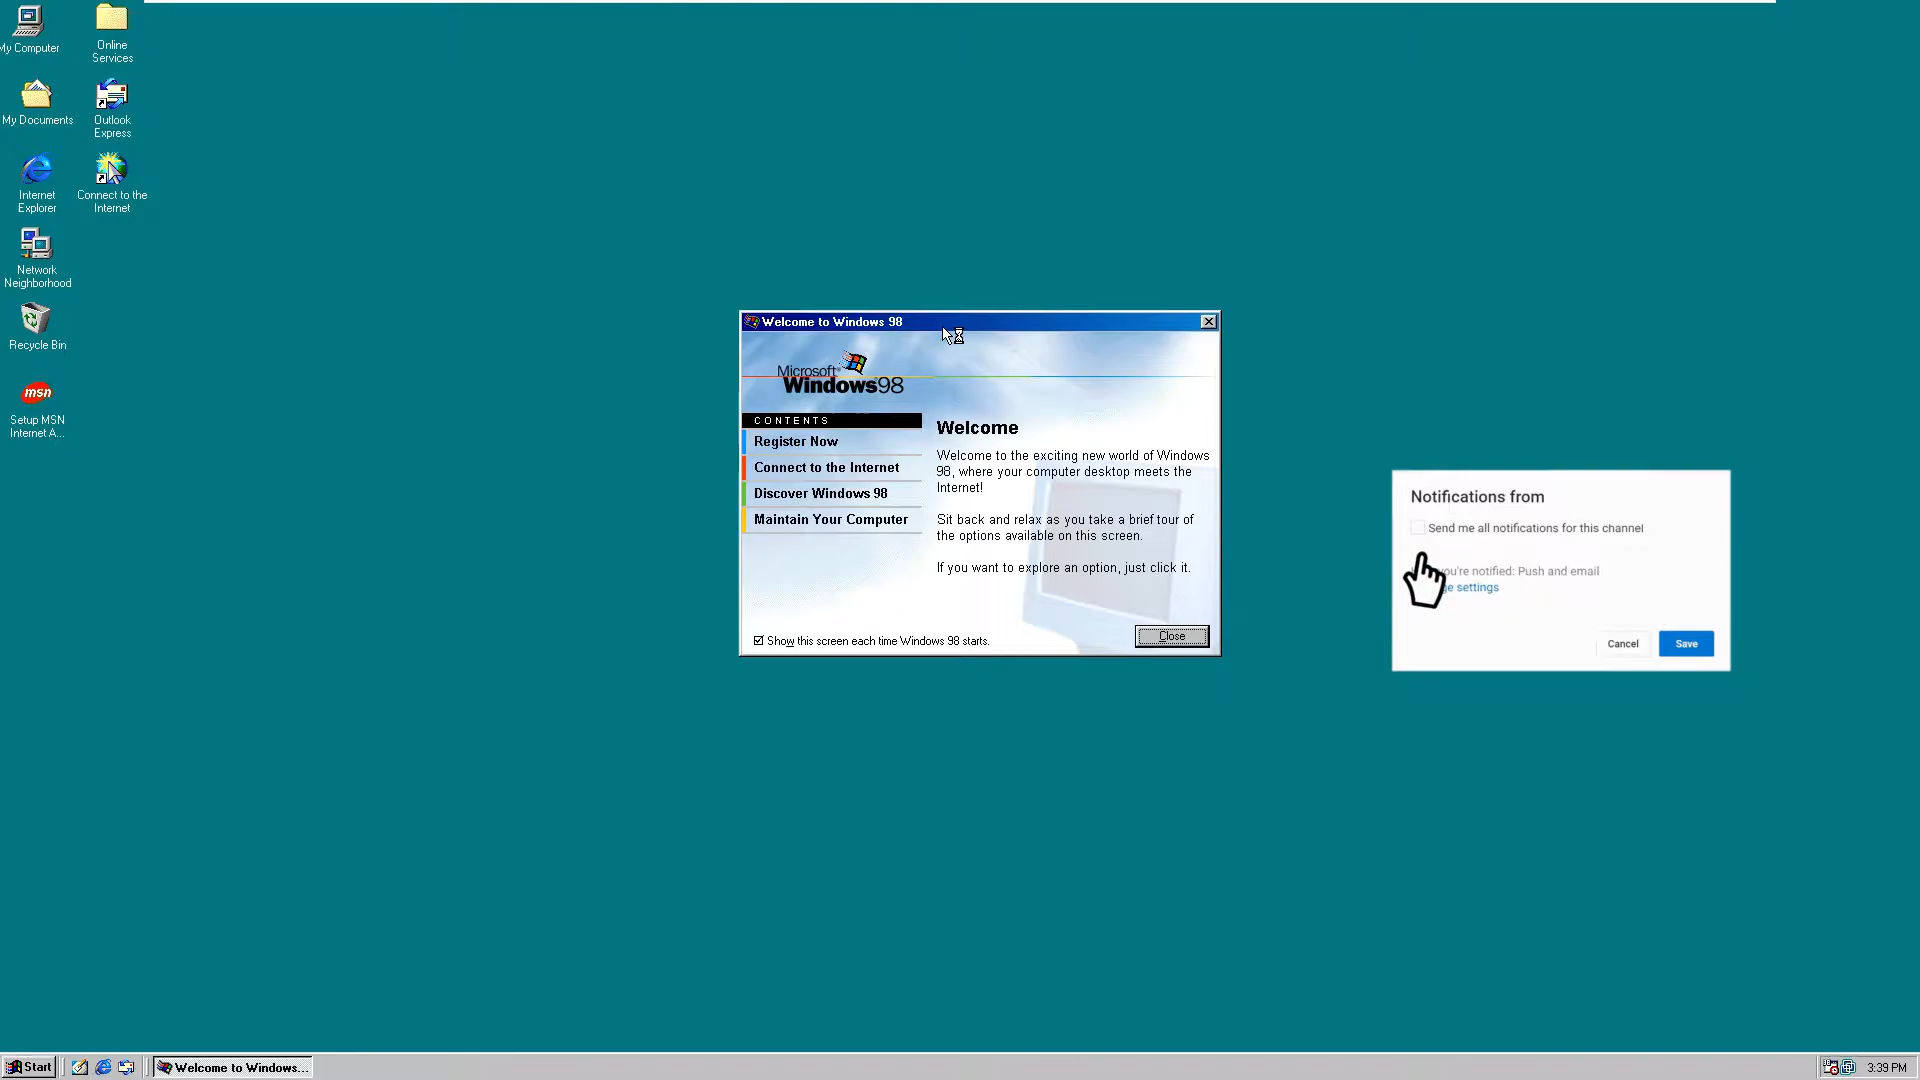 My Computer
Online
Services
My Documents
Outlook
Express
Internet
Explorer
Connect to the
Internet
Network
Neighborhood
Recycle Bin
msn
Setup MSN
Internet A...
Welcome to Windows 98
Microsoft
Windows 98
CONTENTS
Register Now
Connect to the Internet
Discover Windows 98
Maintain Your Computer
Welcome
Welcome to the exciting new world of Windows
98, where your computer desktop meets the
Internet!
Sit back and relax as you take a brief tour of
the options available on this screen.
If you want to explore an option, just click it.
Show this screen each time Windows 98 starts.
Close
Notifications from
Send me all notifications for this channel
you're notified: Push and email
settings
Cancel
Save
Start
Welcome to Windows...
3:39 PM